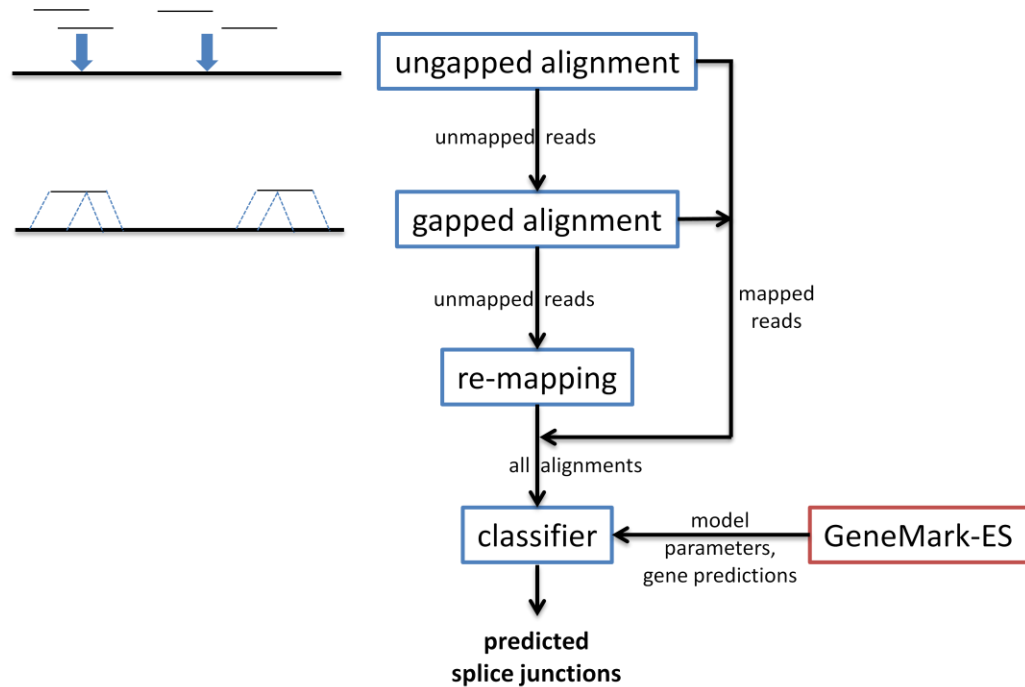 ungapped alignment
unmapped reads
gapped alignment
unmapped reads
mapped
reads
re-mapping
all alignments
classifier
model
parameters,
gene predictions
GeneMark-ES
predicted
splice junctions